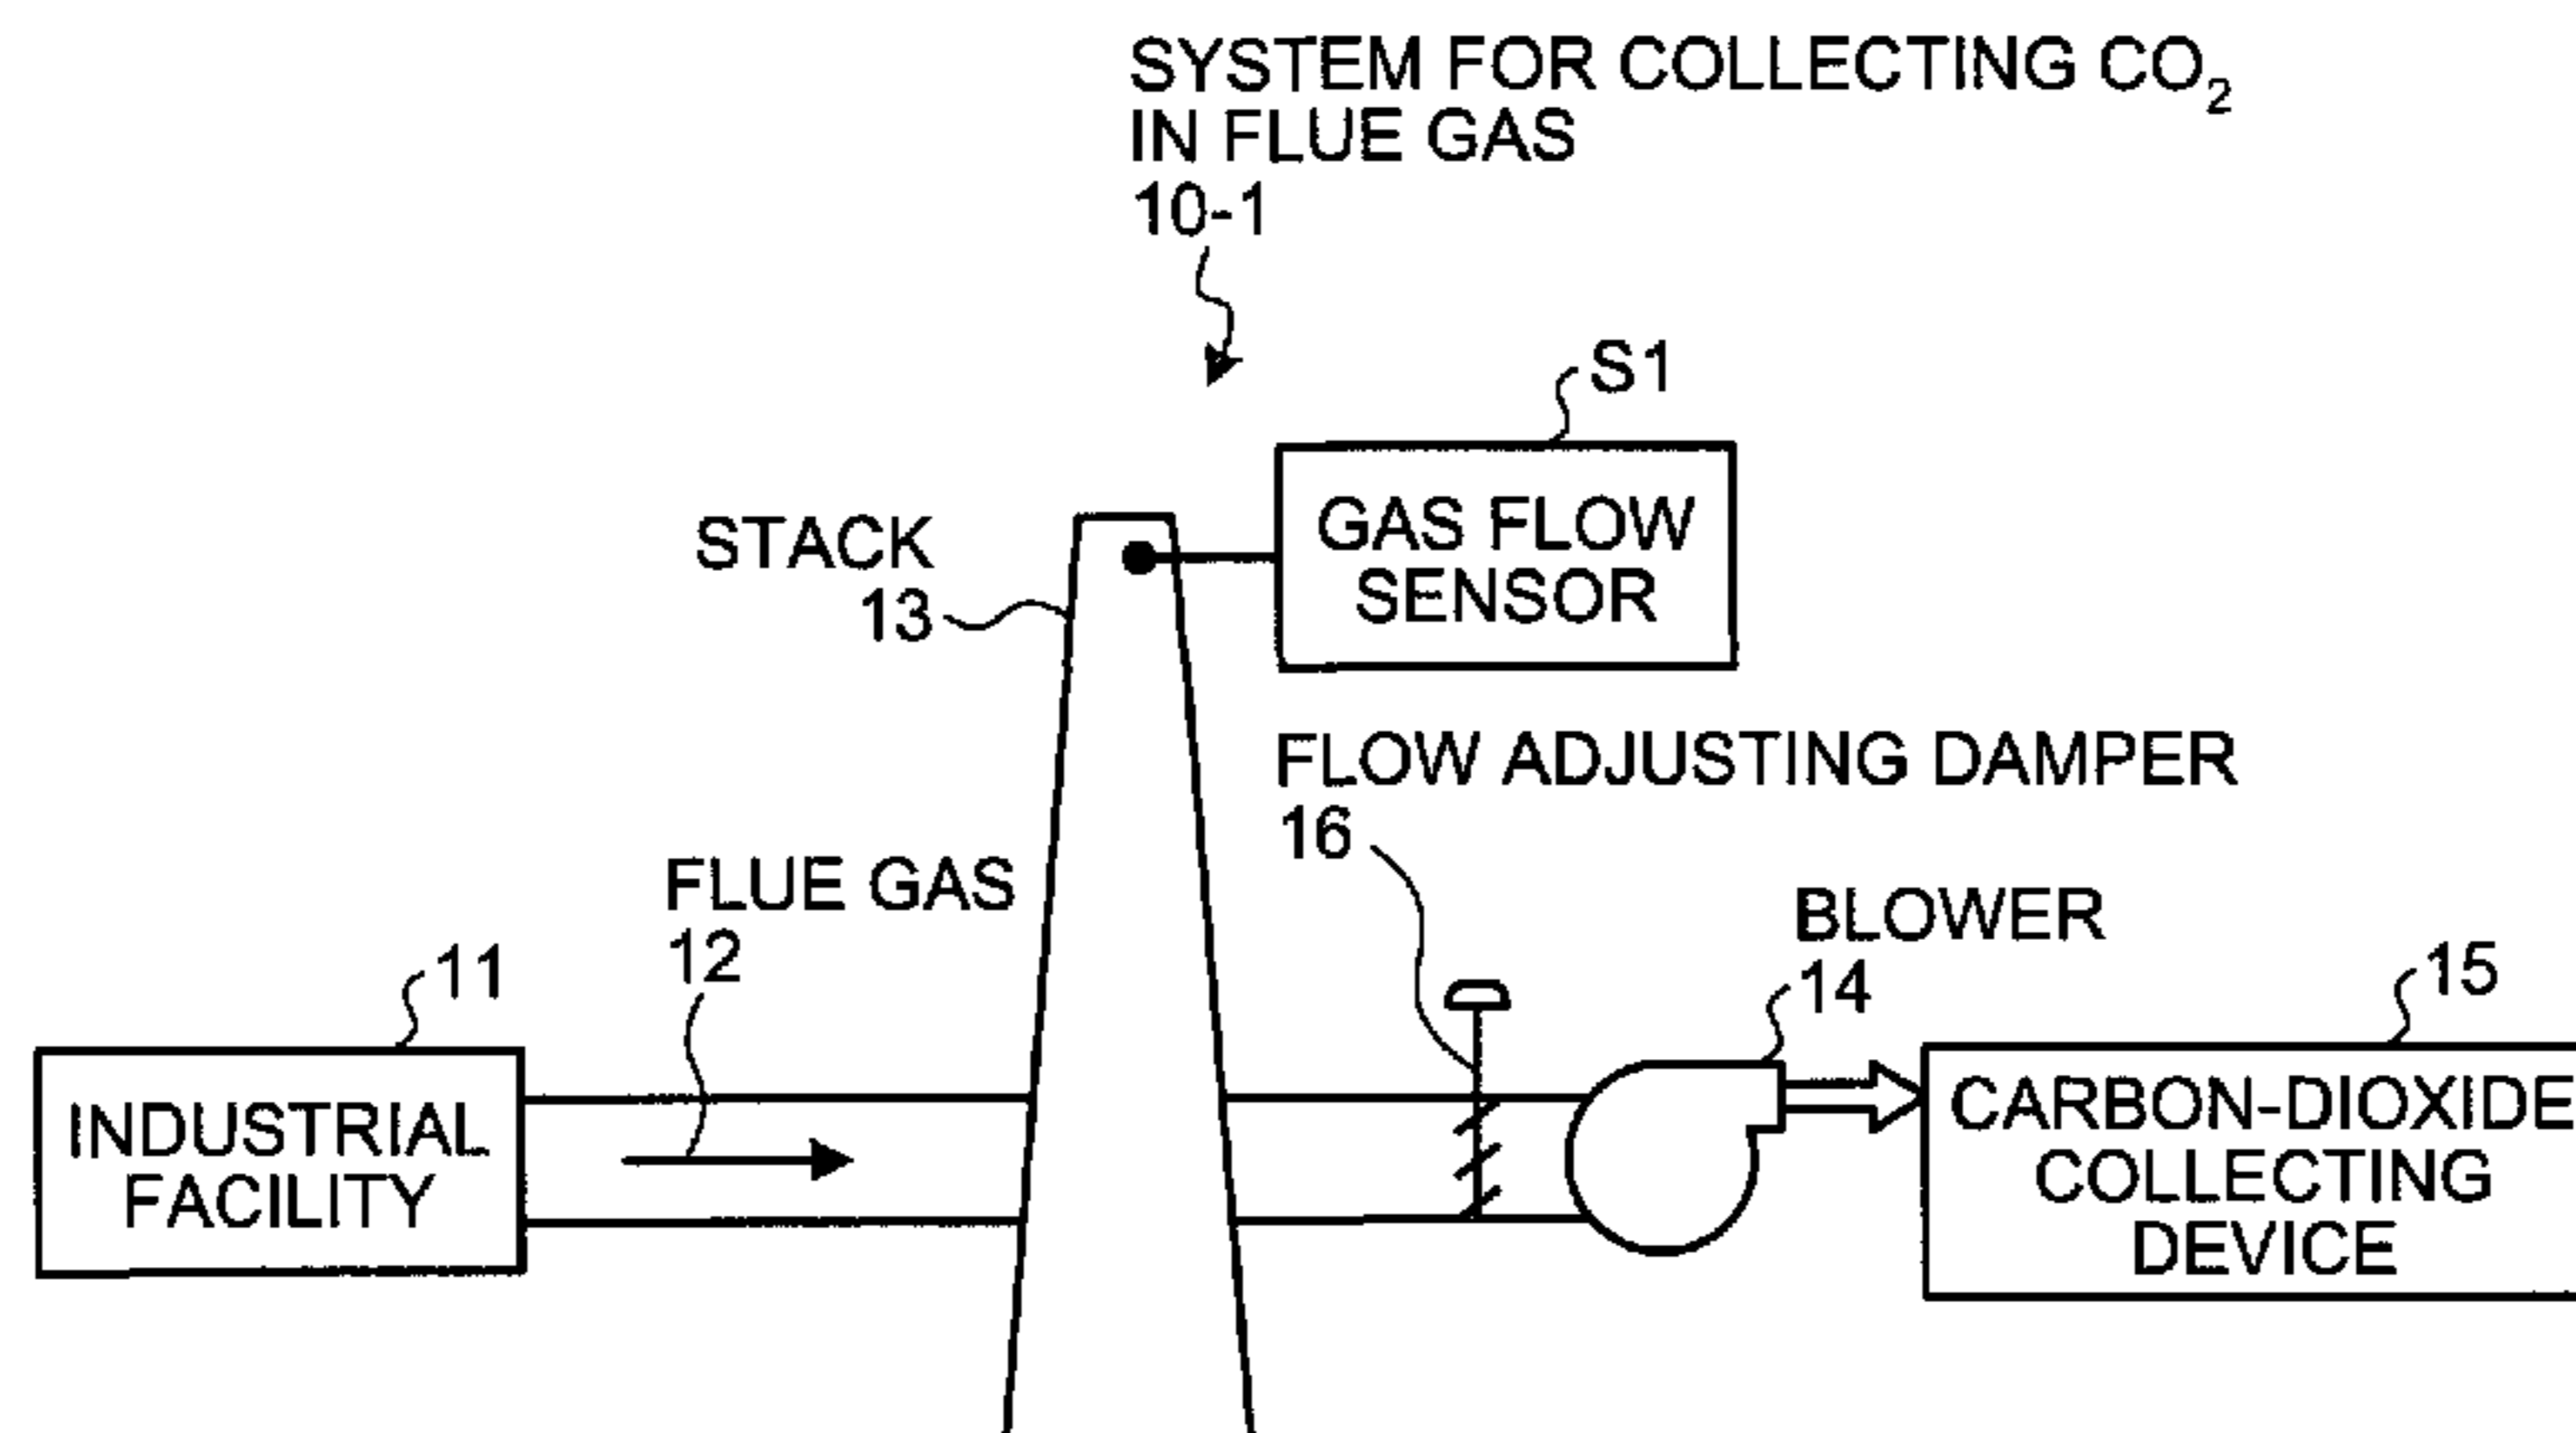 SYSTEM FOR COLLECTING CO₂
IN FLUE GAS
10-1
S1
GAS FLOW
SENSOR
STACK
13
FLOW ADJUSTING DAMPER
16
FLUE GAS
12
BLOWER
14
11
15
INDUSTRIAL
FACILITY
CARBON-DIOXIDE
COLLECTING
DEVICE